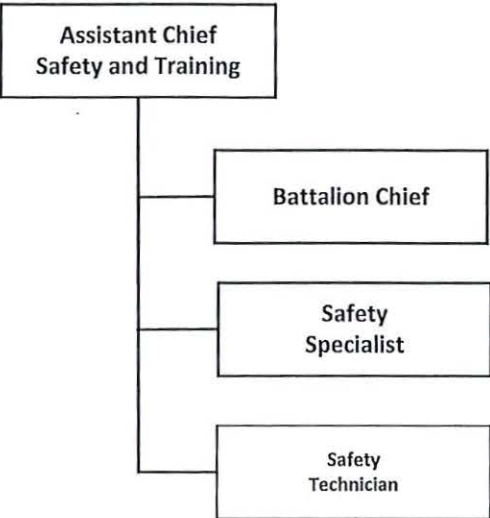 Assistant Chief
Safety and Training
Battalion Chief
Safety
Specialist
Safety
Technician